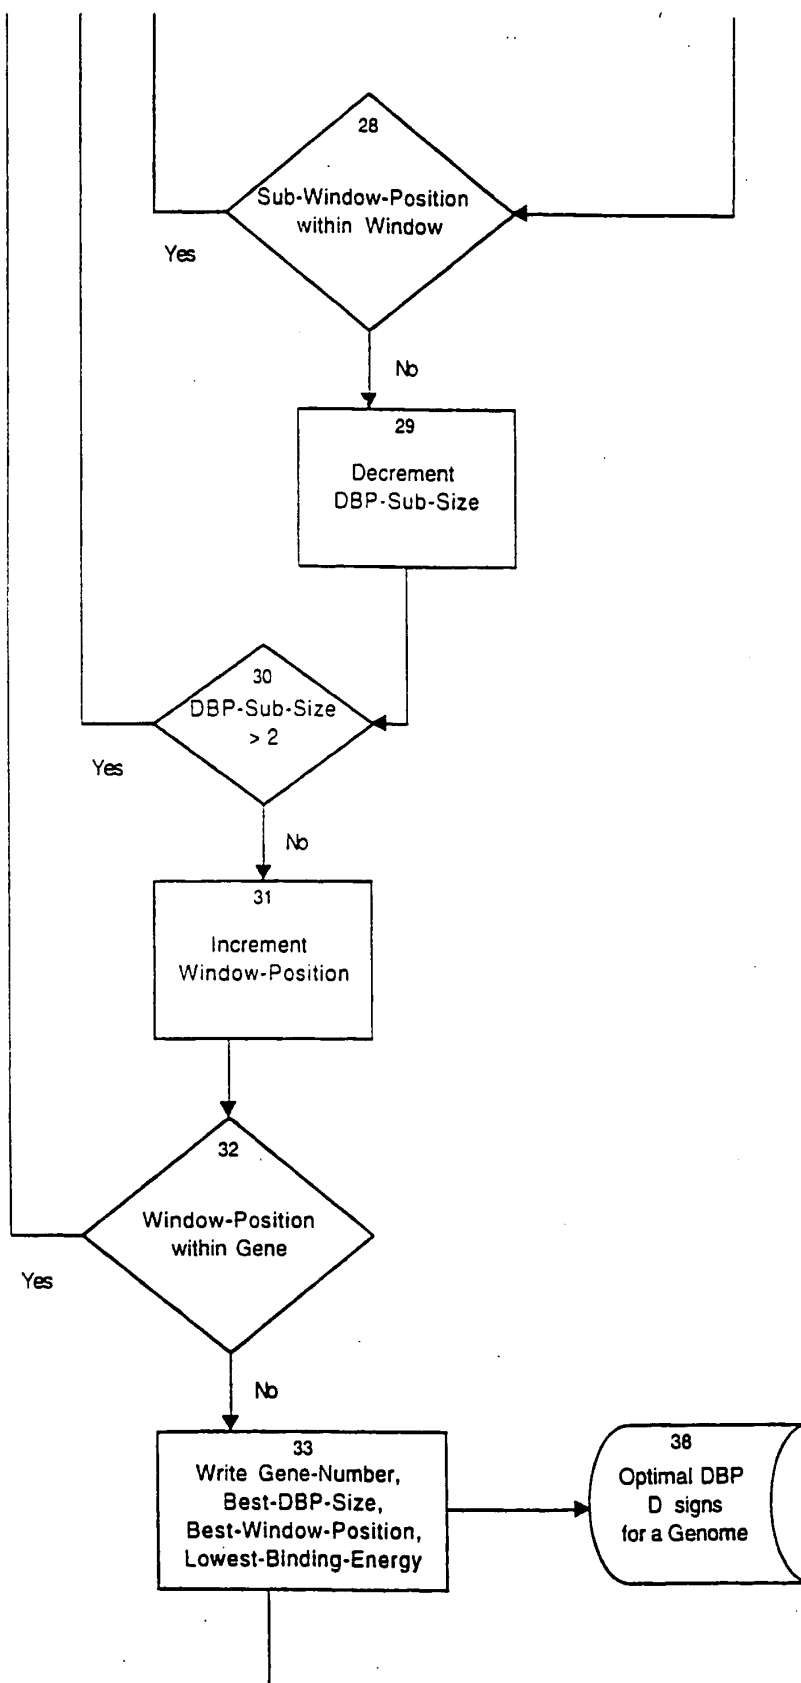 28
Sub-Window-Position
within Window
Yes
No
29
Decrement
DBP-Sub-Size
30
DBP-Sub-Size
> 2
Yes
No
31
Increment
Window-Position
32
Window-Position
within Gene
Yes
No
33
Write Gene-Number,
Best-DBP-Size,
Best-Window-Position,
Lowest-Binding-Energy
38
Optimal DBP
D signs
for a Genome